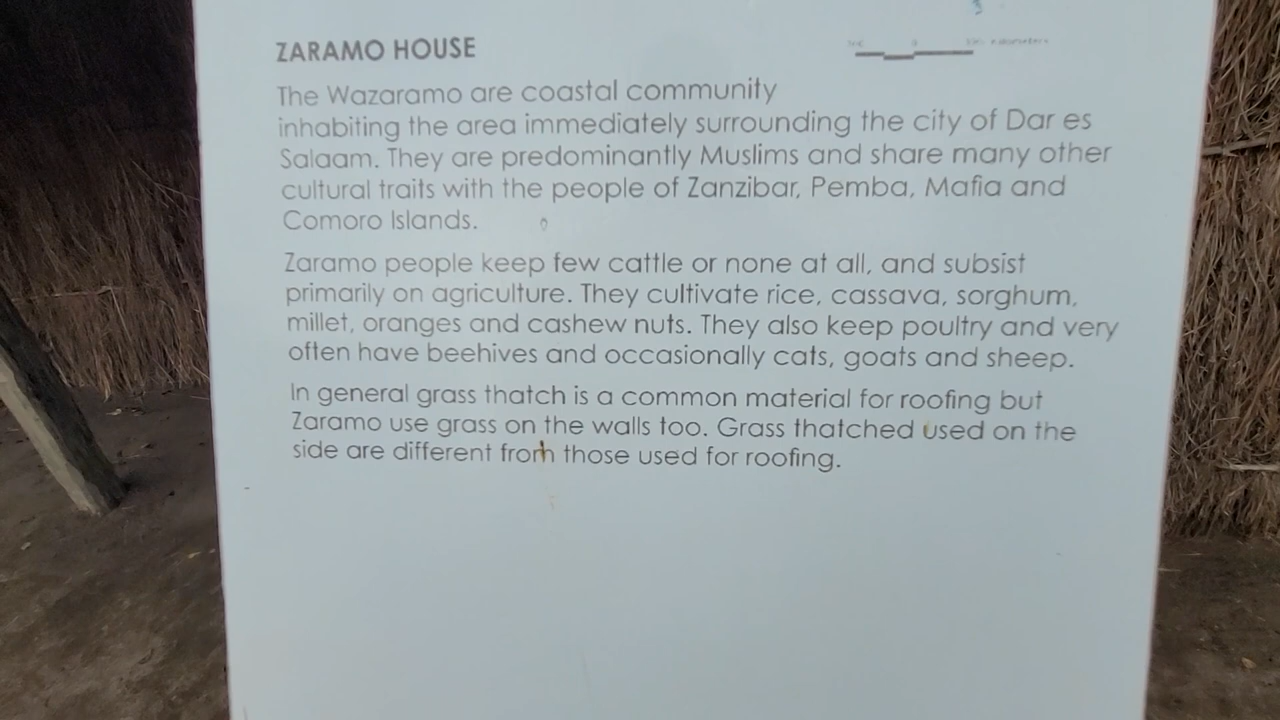 ZARAMO HOUSE
The Wazaramo are coastal community
inhabiting the area immediately surrounding the city of Dar es
Salaam. They are predominantly Muslims and share many other
cultural traits with the people of Zanzibar, Pemba, Mafia and
Comoro Islands.
Zaramo people keep few cattle or none at all, and subsist
primarily on agriculture. They cultivate rice, cassava, sorghum,
millet, oranges and cashew nuts. They also keep poultry and very
often have beehives and occasionally cats, goats and sheep.
In general grass thatch is a common material for roofing but
Zaramo use grass on the walls too. Grass thatched used on the
side are different from those used for roofing.